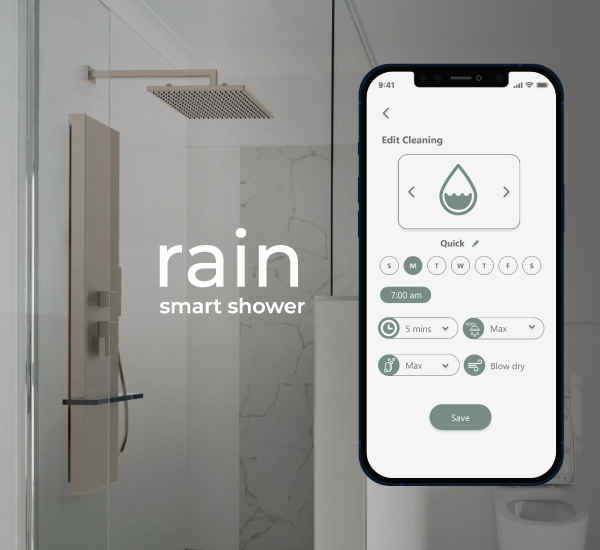 rain
smart shower
9:41
Edit Cleaning
Quick
S M T W T F S
7:00 am
5 mins Max
Max Blow dry
Save